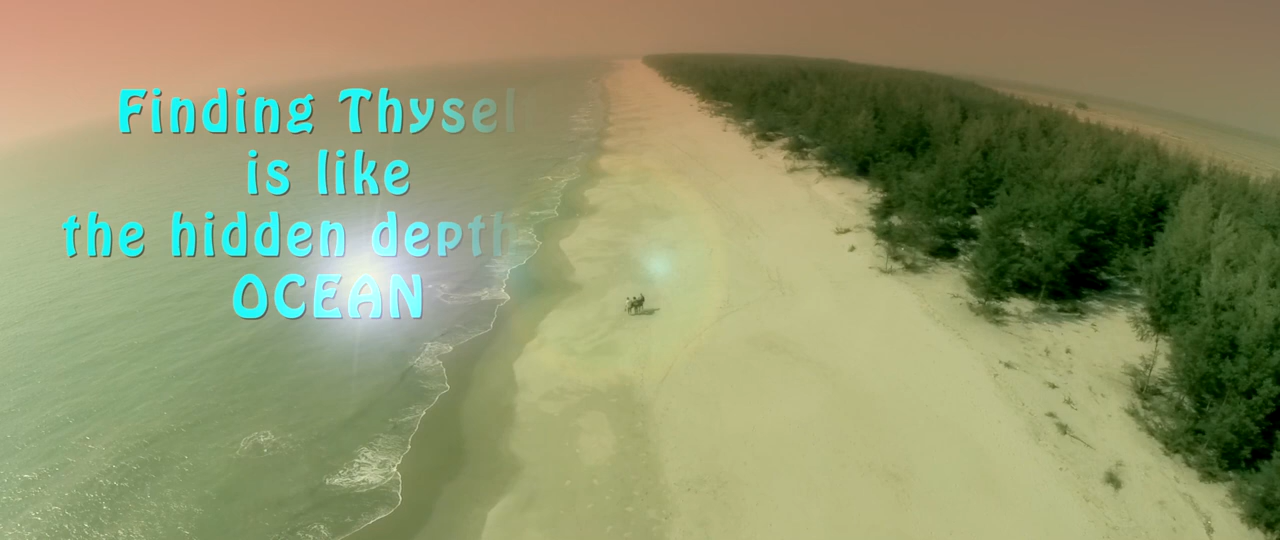 Finding Thysel
is like
the hidden depth
OCEAN